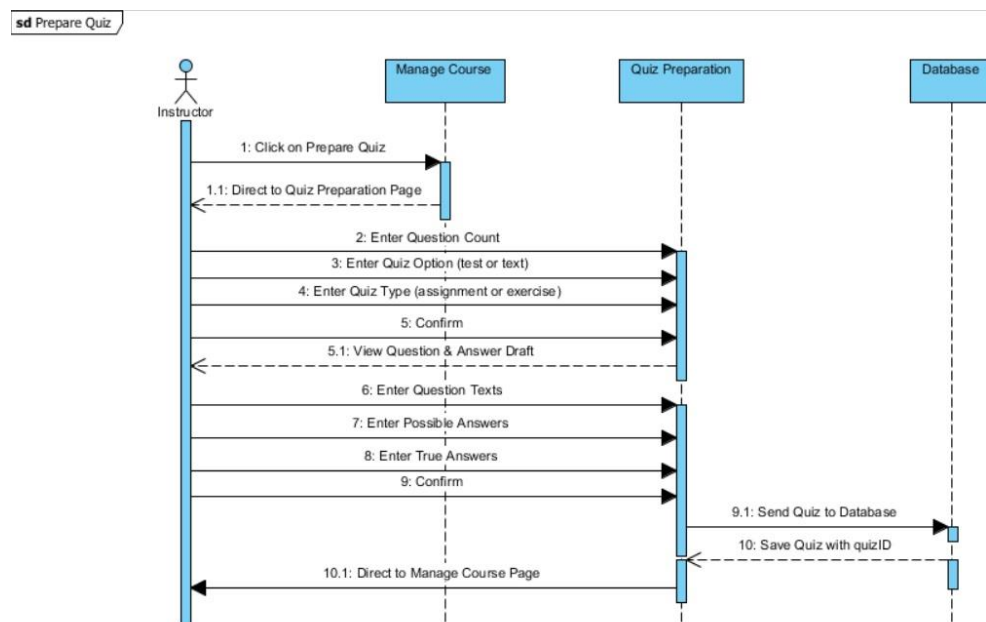 sd Prepare Quiz
Manage Course
Quiz Preparation
Database
Instructor
1: Click on Prepare Quiz
1.1: Direct to Quiz Preparation Page
2: Enter Question Count
3: Enter Quiz Option (test or text)
4: Enter Quiz Type (assignment or exercise)
5: Confirm
5.1: View Question & Answer Draft
6: Enter Question Texts
7: Enter Possible Answers
8: Enter True Answers
9: Confirm
9.1: Send Quiz to Database
10: Save Quiz with quizID
10.1: Direct to Manage Course Page